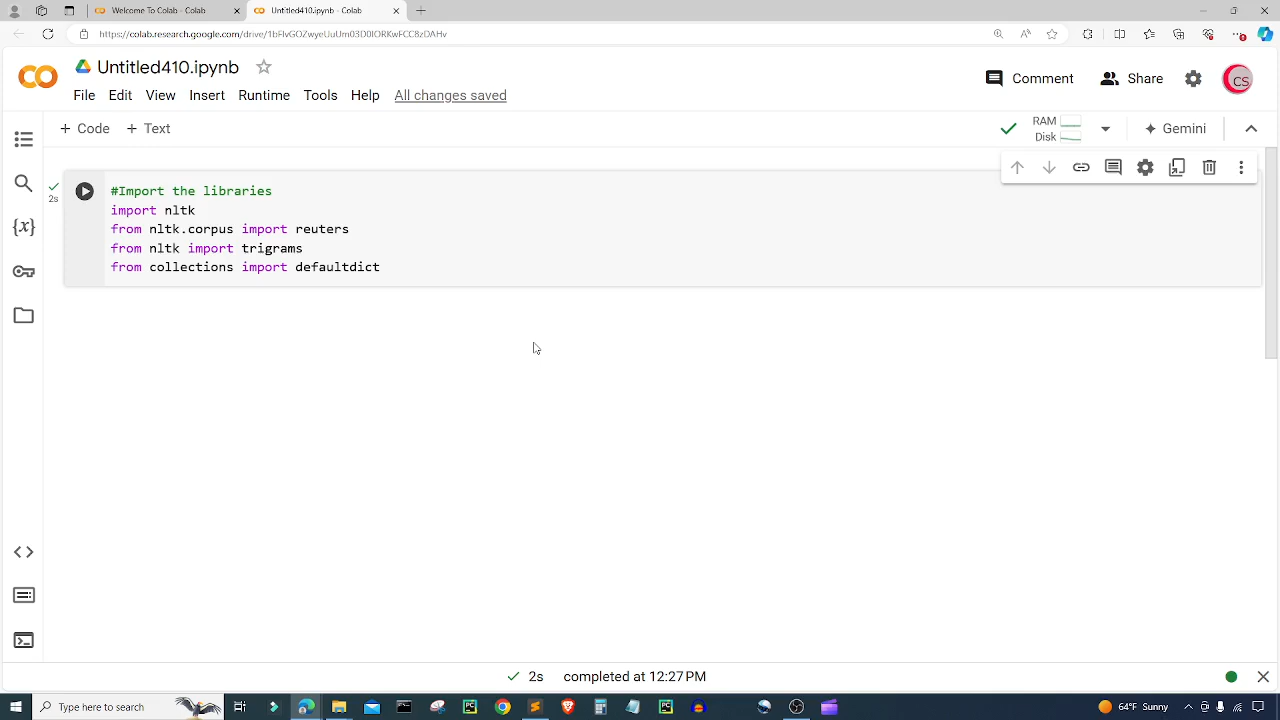 Welcome To Colab - Colab
Untitled410.ipynb - Colab
Untitled410.ipynb
Comment
Share
CS
File Edit View Insert Runtime Tools Help All changes saved
+ Code + Text
RAM
Disk
Gemini
2s
#Import the libraries
import nltk
from nltk.corpus import reuters
from nltk import trigrams
from collections import defaultdict
{x}
2s completed at 12:27 PM
Type here to search
Sunny